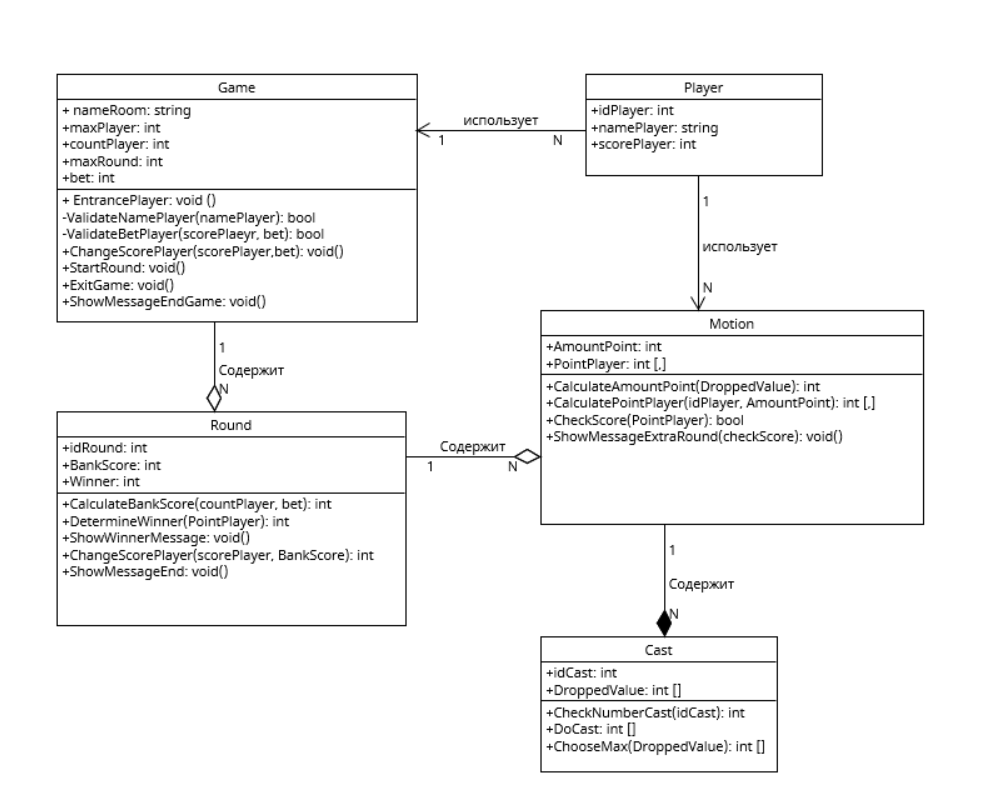 Game
+ nameRoom: string
+maxPlayer: int
+countPlayer: int
+maxRound: int
+bet: int
+ EntrancePlayer: void ()
-ValidateNamePlayer(namePlayer): bool
-ValidateBetPlayer(scorePlaeyr, bet): bool
+ChangeScorePlayer(scorePlayer,bet): void()
+StartRound: void()
+ExitGame: void()
+ShowMessageEndGame: void()
использует
1
N
Player
+idPlayer: int
+namePlayer: string
+scorePlayer: int
1
использует
N
1
Содержит
N
Motion
+AmountPoint: int
+PointPlayer: int [,]
+CalculateAmountPoint(DroppedValue): int
+CalculatePointPlayer(idPlayer, AmountPoint): int [,]
+CheckScore(PointPlayer): bool
+ShowMessageExtraRound(checkScore): void()
Round
+idRound: int
+BankScore: int
+Winner: int
+CalculateBankScore(countPlayer, bet): int
+DetermineWinner(PointPlayer): int
+ShowWinnerMessage: void()
+ChangeScorePlayer(scorePlayer, BankScore): int
+ShowMessageEnd: void()
Содержит
1
N
1
Содержит
N
Cast
+idCast: int
+DroppedValue: int []
+CheckNumberCast(idCast): int
+DoCast: int []
+ChooseMax(DroppedValue): int []